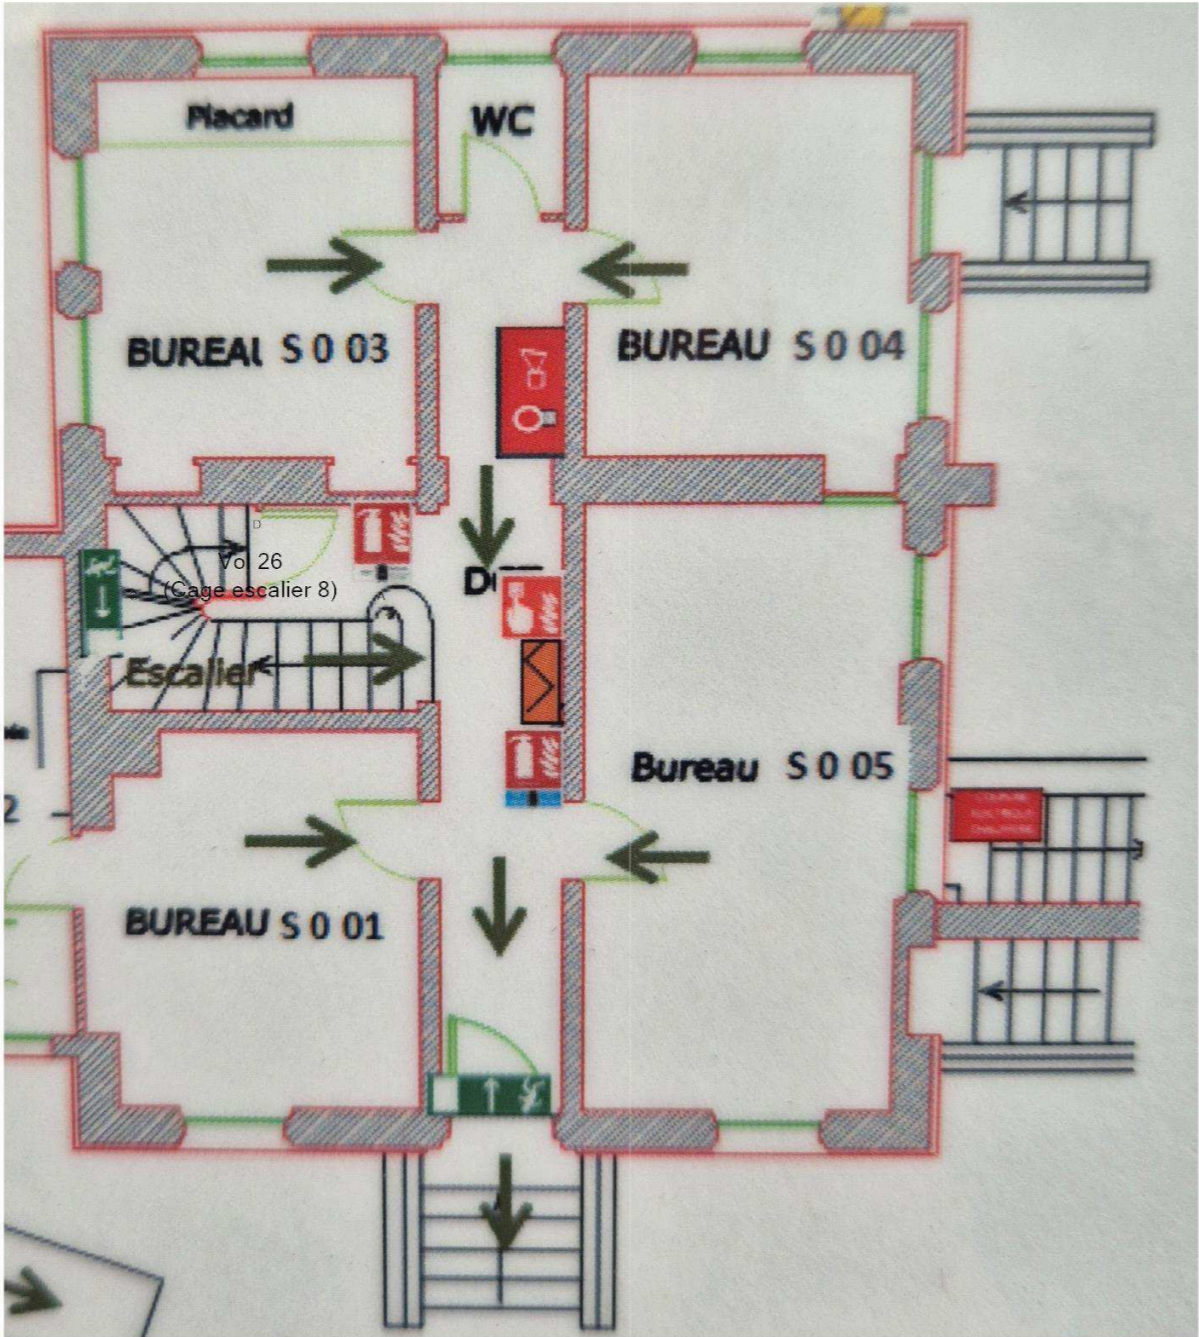 Placard
WC
BUREAU S 0 03
BUREAU S 0 04
D
Vol 26
(Cage escalier 8)
Escalier
Bureau S 0 05
2
BUREAU S 0 01